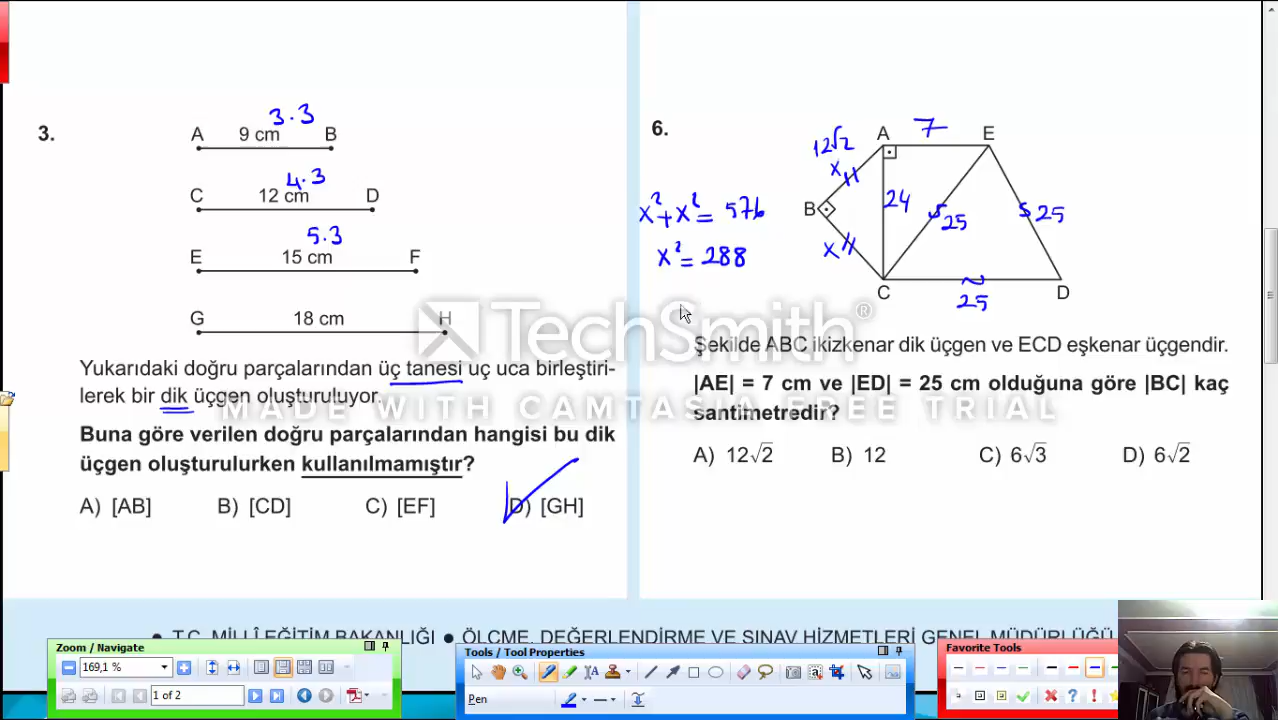 3.
3.3
A 9 cm B
4.3
C 12 cm D
5.3
E 15 cm F
G 18 cm H
Yukarıdaki doğru parçalarından üç tanesi uç uca birleştiri-
lerek bir dik üçgen oluşturuluyor.
Buna göre verilen doğru parçalarından hangisi bu dik
üçgen oluşturulurken kullanılmamıştır?
A) [AB] B) [CD] C) [EF] D) [GH]
6.
7
A E
12√2
x
B
24
25
25
x
C D
25
x² + x² = 576
x² = 288
Şekilde ABC ikizkenar dik üçgen ve ECD eşkenar üçgendir.
|AE| = 7 cm ve |ED| = 25 cm olduğuna göre |BC| kaç
santimetredir?
A) 12√2 B) 12 C) 6√3 D) 6√2
TechSmith®
MADE WITH CAMTASIA FREE TRIAL
● T.C. MİLLÎ EĞİTİM BAKANLIĞI ● ÖLÇME, DEĞERLENDİRME VE SINAV HİZMETLERİ GENEL MÜDÜRLÜĞÜ
Zoom / Navigate
169,1 %
1 of 2
Tools / Tool Properties
Pen
Favorite Tools